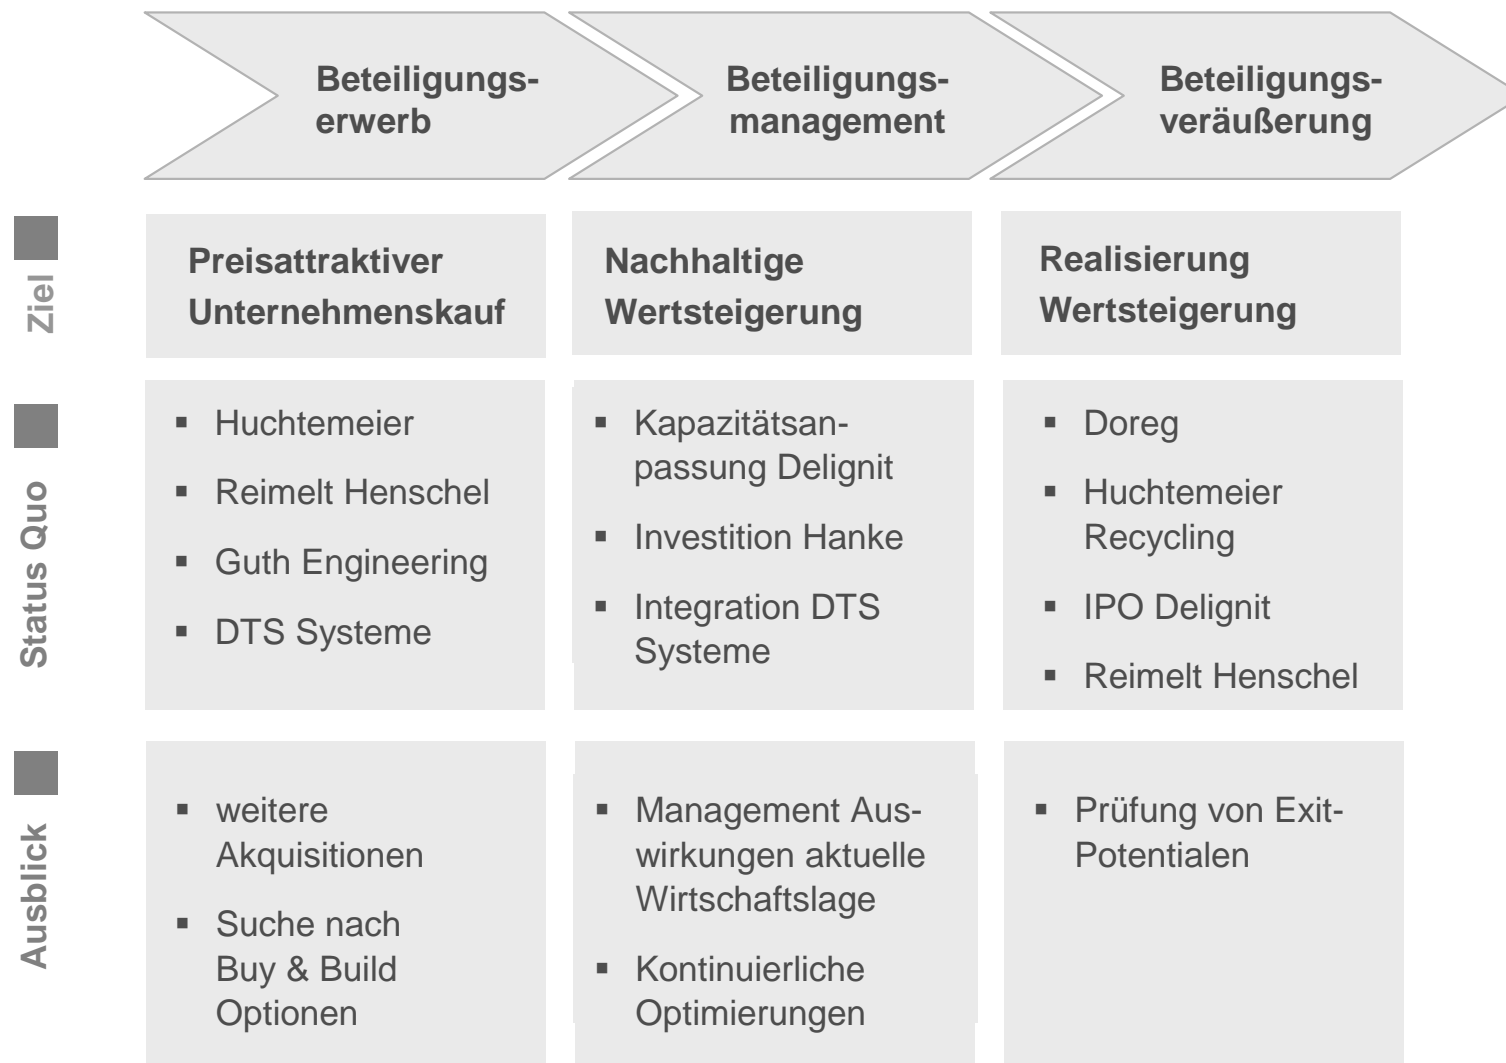 Beteiligungs-
erwerb
Beteiligungs-
management
Beteiligungs-
veräußerung
Ziel
Preisattraktiver
Unternehmenskauf
Nachhaltige
Wertsteigerung
Realisierung
Wertsteigerung
Status Quo
▪ Huchtemeier
▪ Reimelt Henschel
▪ Guth Engineering
▪ DTS Systeme
▪ Kapazitätsan-
passung Delignit
▪ Investition Hanke
▪ Integration DTS
Systeme
▪ Doreg
▪ Huchtemeier
Recycling
▪ IPO Delignit
▪ Reimelt Henschel
Ausblick
▪ weitere
Akquisitionen
▪ Suche nach
Buy & Build
Optionen
▪ Management Aus-
wirkungen aktuelle
Wirtschaftslage
▪ Kontinuierliche
Optimierungen
▪ Prüfung von Exit-
Potentialen